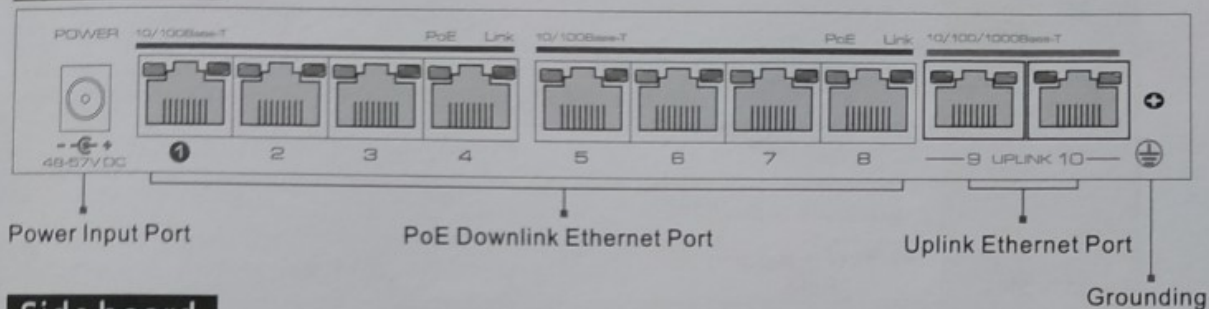 POWER 10/100Base-T PoE Link 10/100Base-T PoE Link 10/100/1000Base-T
- +
48-57V DC
1 2 3 4 5 6 7 8 9 UPLINK 10
Power Input Port
PoE Downlink Ethernet Port
Uplink Ethernet Port
Grounding
Side board